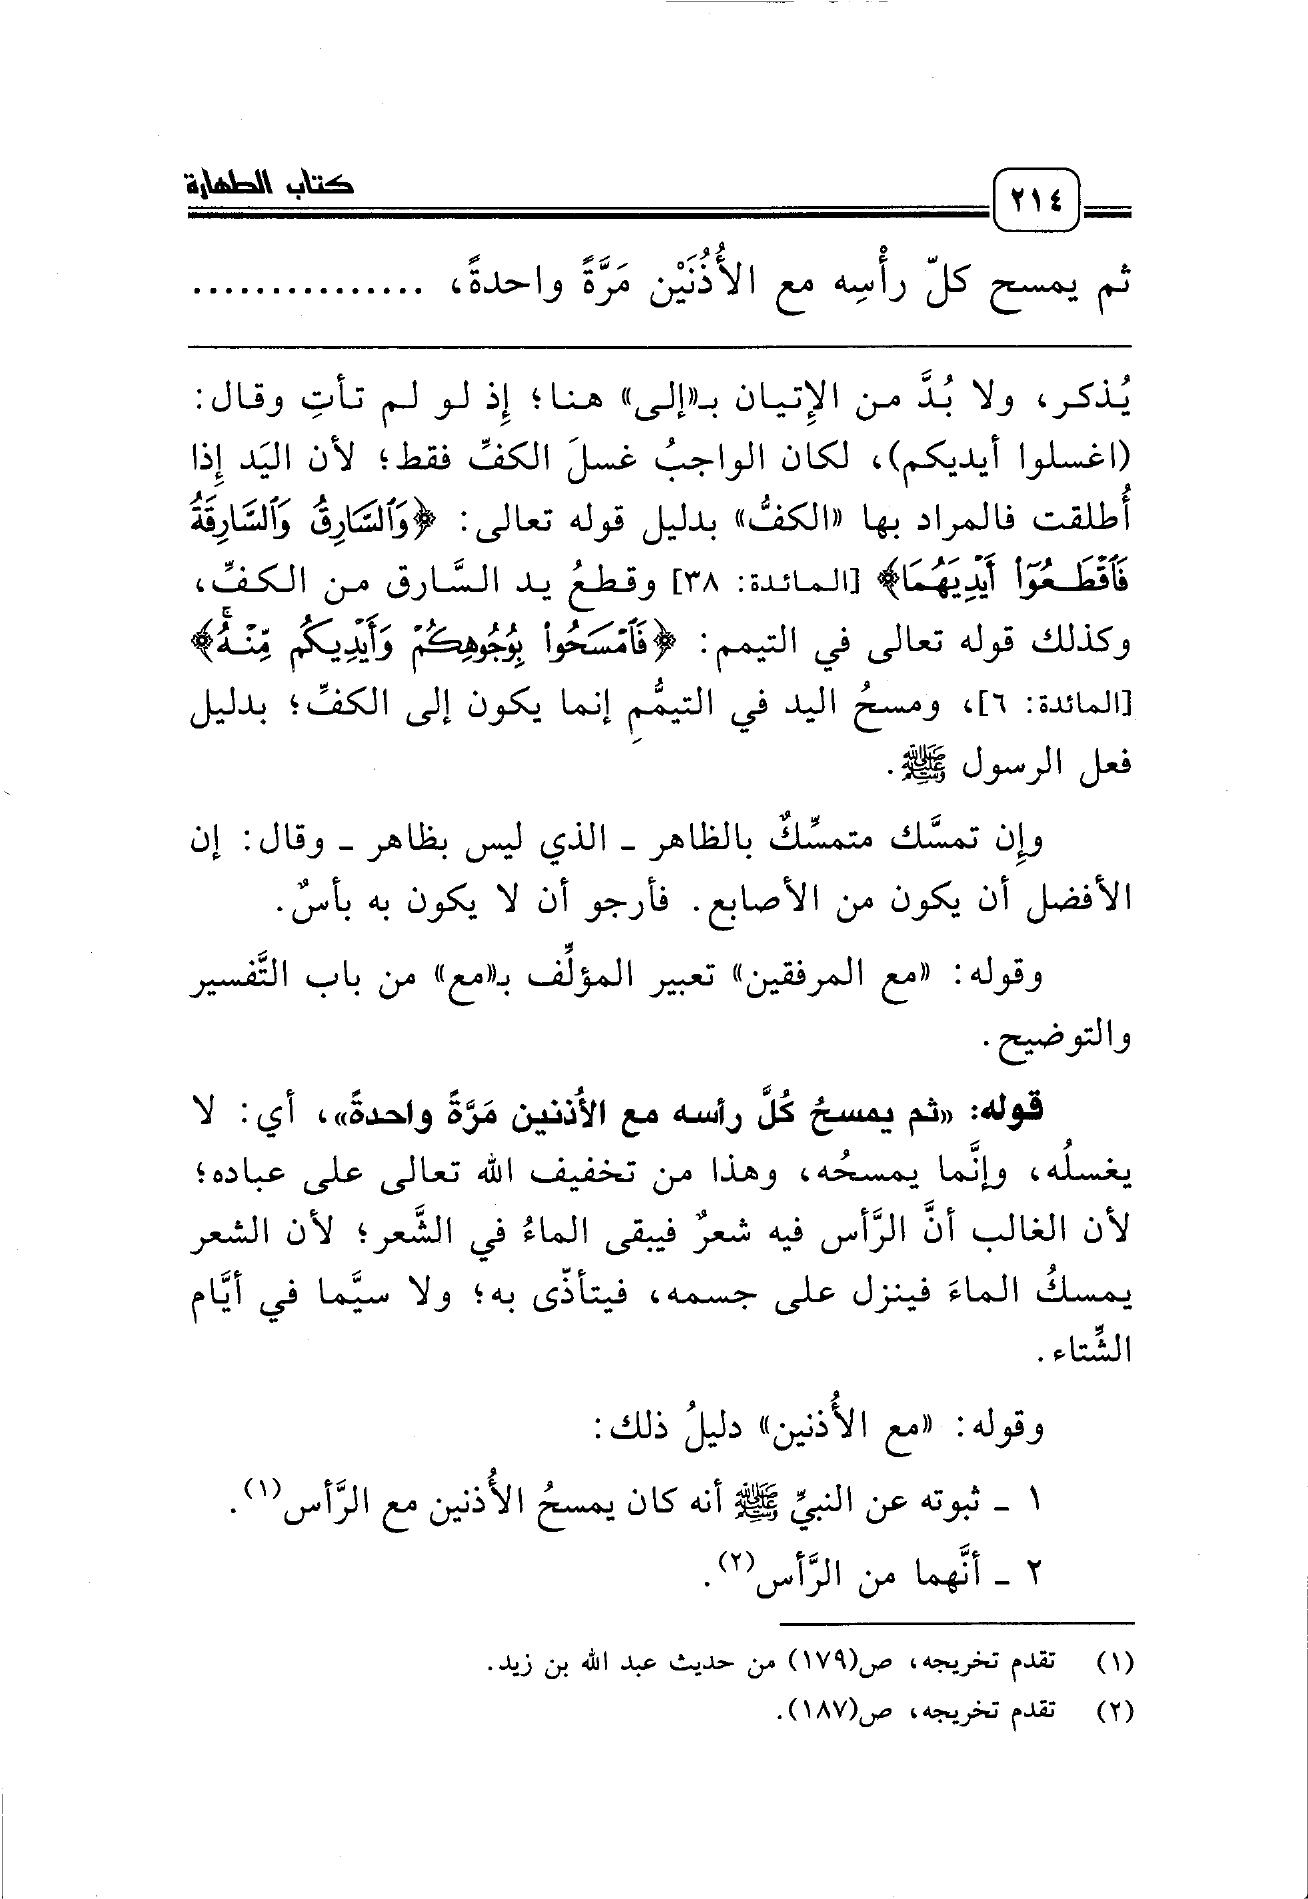 كتاب الطهارة
٢١٤
ثم يمسح كلّ رأْسِه مع الأُذُنَيْن مَرَّةً واحدةً، ...............
يُذكر، ولا بُدَّ من الإِتيان بـ«إلى» هنا؛ إِذ لو لم تأتِ وقال:
(اغسلوا أيديكم)، لكان الواجبُ غسلَ الكفِّ فقط؛ لأن اليَد إِذا
أُطلقت فالمراد بها «الكفُّ» بدليل قوله تعالى: ﴿وَٱلسَّارِقُ وَٱلسَّارِقَةُ
فَٱقْطَعُوٓا۟ أَيْدِيَهُمَا﴾ [المائدة: ٣٨] وقطعُ يد السَّارق من الكفِّ،
وكذلك قوله تعالى في التيمم: ﴿فَٱمْسَحُوا۟ بِوُجُوهِكُمْ وَأَيْدِيكُم مِّنْهُ﴾
[المائدة: ٦]، ومسحُ اليد في التيمُّمِ إنما يكون إلى الكفِّ؛ بدليل
فعل الرسول ﷺ.
وإِن تمسَّك متمسِّكٌ بالظاهر ـ الذي ليس بظاهر ـ وقال: إن
الأفضل أن يكون من الأصابع. فأرجو أن لا يكون به بأسٌ.
وقوله: «مع المرفقين» تعبير المؤلِّف بـ«مع» من باب التَّفسير
والتوضيح.
قوله: «ثم يمسحُ كُلَّ رأسه مع الأذنين مَرَّةً واحدةً»، أي: لا
يغسلُه، وإنَّما يمسحُه، وهذا من تخفيف الله تعالى على عباده؛
لأن الغالب أنَّ الرَّأس فيه شعرٌ فيبقى الماءُ في الشَّعر؛ لأن الشعر
يمسكُ الماءَ فينزل على جسمه، فيتأذّى به؛ ولا سيَّما في أيَّام
الشِّتاء.
وقوله: «مع الأُذنين» دليلُ ذلك:
١ ـ ثبوته عن النبيِّ ﷺ أنه كان يمسحُ الأُذنين مع الرَّأس(١).
٢ ـ أنَّهما من الرَّأس(٢).
(١) تقدم تخريجه، ص(١٧٩) من حديث عبد الله بن زيد.
(٢) تقدم تخريجه، ص(١٨٧).